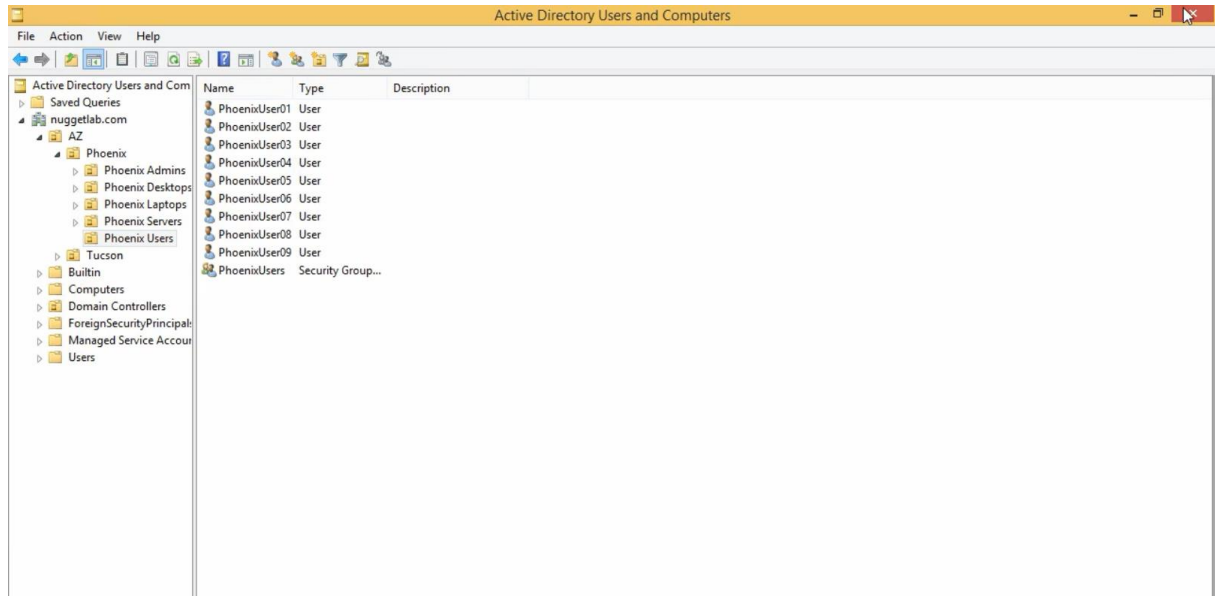 Active Directory Users and Computers
File Action View Help
Active Directory Users and Com
Saved Queries
nuggetlab.com
AZ
Phoenix
Phoenix Admins
Phoenix Desktops
Phoenix Laptops
Phoenix Servers
Phoenix Users
Tucson
Builtin
Computers
Domain Controllers
ForeignSecurityPrincipals
Managed Service Accour
Users
Name Type Description
PhoenixUser01 User
PhoenixUser02 User
PhoenixUser03 User
PhoenixUser04 User
PhoenixUser05 User
PhoenixUser06 User
PhoenixUser07 User
PhoenixUser08 User
PhoenixUser09 User
PhoenixUsers Security Group...